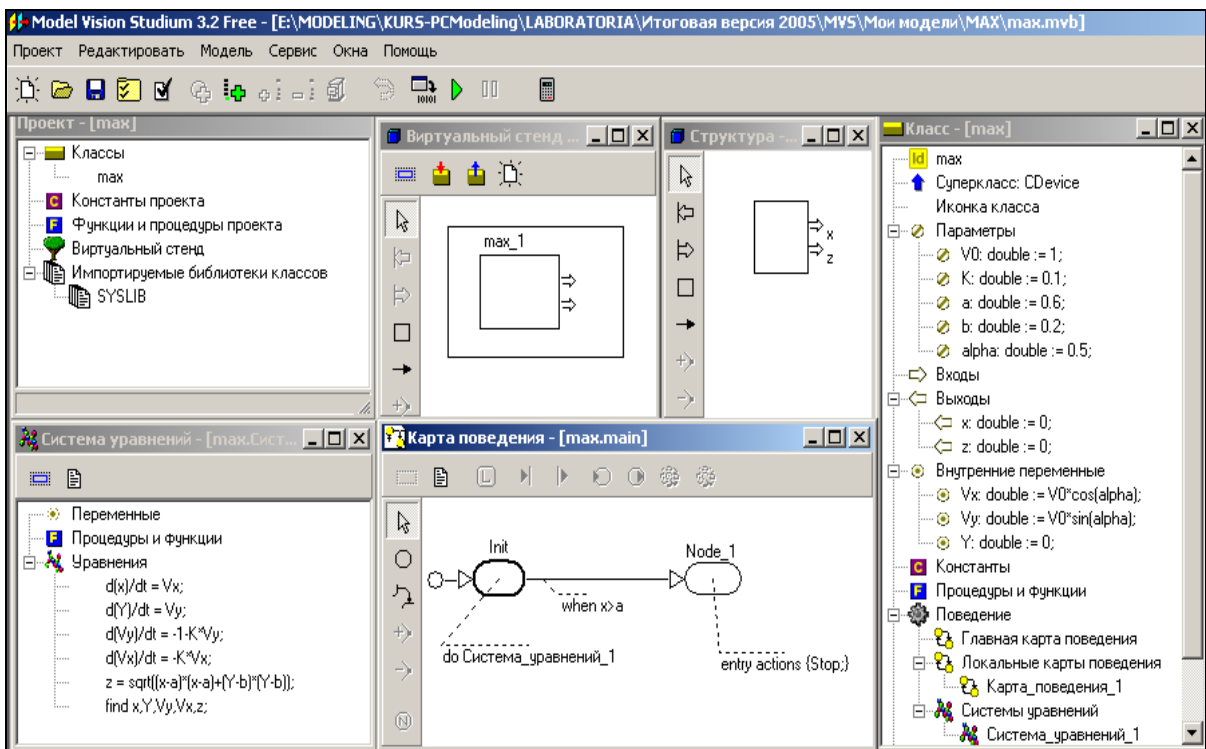 Model Vision Studium 3.2 Free - [E:\MODELING\KURS-PCModeling\LABORATORIA\Итоговая версия 2005\MVS\Мои модели\MAX\max.mvb]
Проект Редактировать Модель Сервис Окна Помощь
10101
Проект - [max]
Классы
max
Константы проекта
Функции и процедуры проекта
Виртуальный стенд
Импортируемые библиотеки классов
SYSLIB
Виртуальный стенд ...
max_1
Структура - ...
x
z
Класс - [max]
max
Суперкласс: CDevice
Иконка класса
Параметры
V0: double := 1;
K: double := 0.1;
a: double := 0.6;
b: double := 0.2;
alpha: double := 0.5;
Входы
Выходы
x: double := 0;
z: double := 0;
Внутренние переменные
Vx: double := V0*cos(alpha);
Vy: double := V0*sin(alpha);
Y: double := 0;
Константы
Процедуры и функции
Поведение
Главная карта поведения
Локальные карты поведения
Карта_поведения_1
Системы уравнений
Система_уравнений_1
Система уравнений - [max.Сист...
Переменные
Процедуры и функции
Уравнения
d(x)/dt = Vx;
d(Y)/dt = Vy;
d(Vy)/dt = -1-K*Vy;
d(Vx)/dt = -K*Vx;
z = sqrt((x-a)*(x-a)+(Y-b)*(Y-b));
find x,Y,Vy,Vx,z;
Карта поведения - [max.main]
Init
Node_1
when x>a
do Система_уравнений_1
entry actions {Stop;}